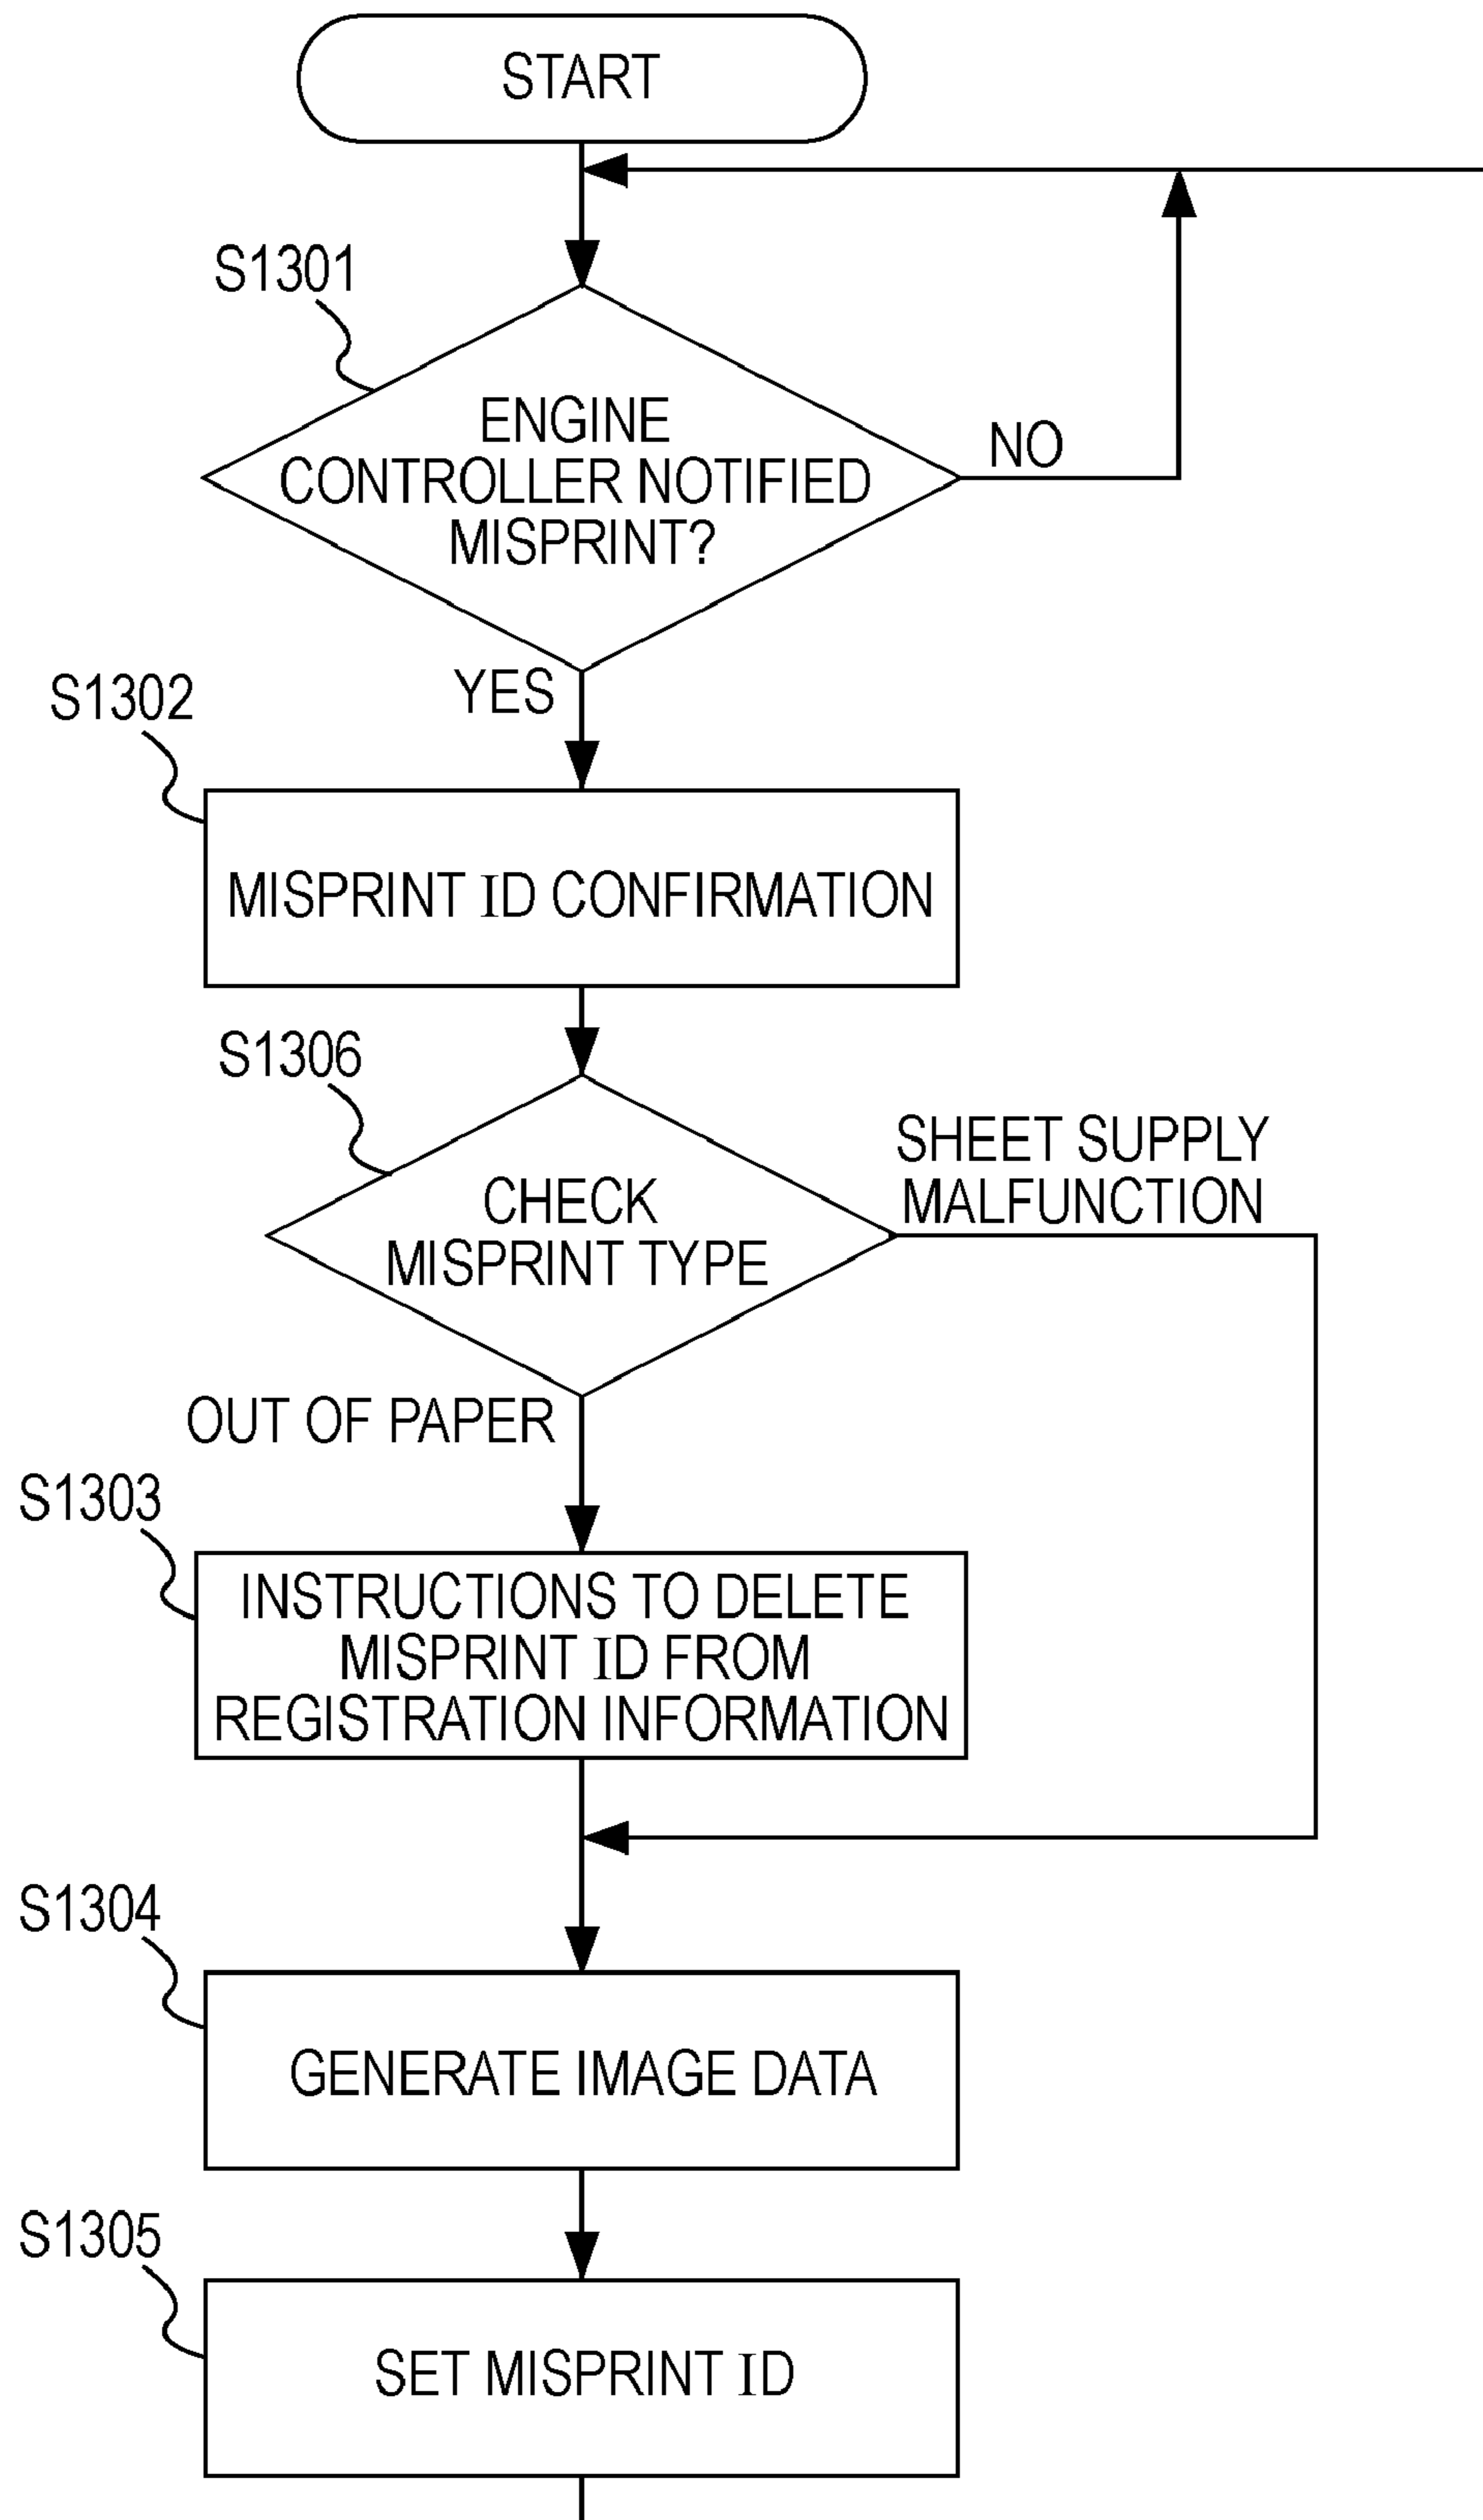 START
S1301
ENGINE
CONTROLLER NOTIFIED
MISPRINT?
NO
YES
S1302
MISPRINT ID CONFIRMATION
S1306
CHECK
MISPRINT TYPE
SHEET SUPPLY
MALFUNCTION
OUT OF PAPER
S1303
INSTRUCTIONS TO DELETE
MISPRINT ID FROM
REGISTRATION INFORMATION
S1304
GENERATE IMAGE DATA
S1305
SET MISPRINT ID